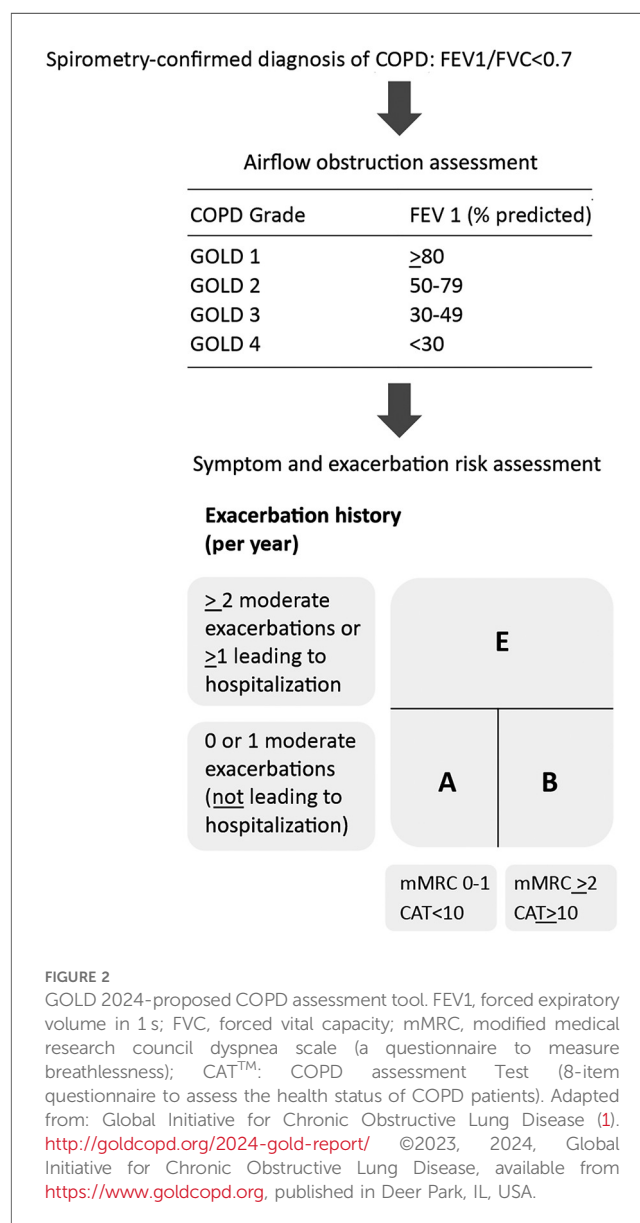 Spirometry-confirmed diagnosis of COPD: FEV1/FVC<0.7
Airflow obstruction assessment
COPD Grade FEV 1 (% predicted)
GOLD 1 ≥80
GOLD 2 50-79
GOLD 3 30-49
GOLD 4 <30
Symptom and exacerbation risk assessment
Exacerbation history
(per year)
≥ 2 moderate
exacerbations or
≥1 leading to
hospitalization
E
0 or 1 moderate
exacerbations
(not leading to
hospitalization)
A B
mMRC 0-1
CAT<10
mMRC ≥2
CAT≥10
FIGURE 2
GOLD 2024-proposed COPD assessment tool. FEV1, forced expiratory
volume in 1 s; FVC, forced vital capacity; mMRC, modified medical
research council dyspnea scale (a questionnaire to measure
breathlessness); CAT™: COPD assessment Test (8-item
questionnaire to assess the health status of COPD patients). Adapted
from: Global Initiative for Chronic Obstructive Lung Disease (1).
http://goldcopd.org/2024-gold-report/ ©2023, 2024, Global
Initiative for Chronic Obstructive Lung Disease, available from
https://www.goldcopd.org, published in Deer Park, IL, USA.